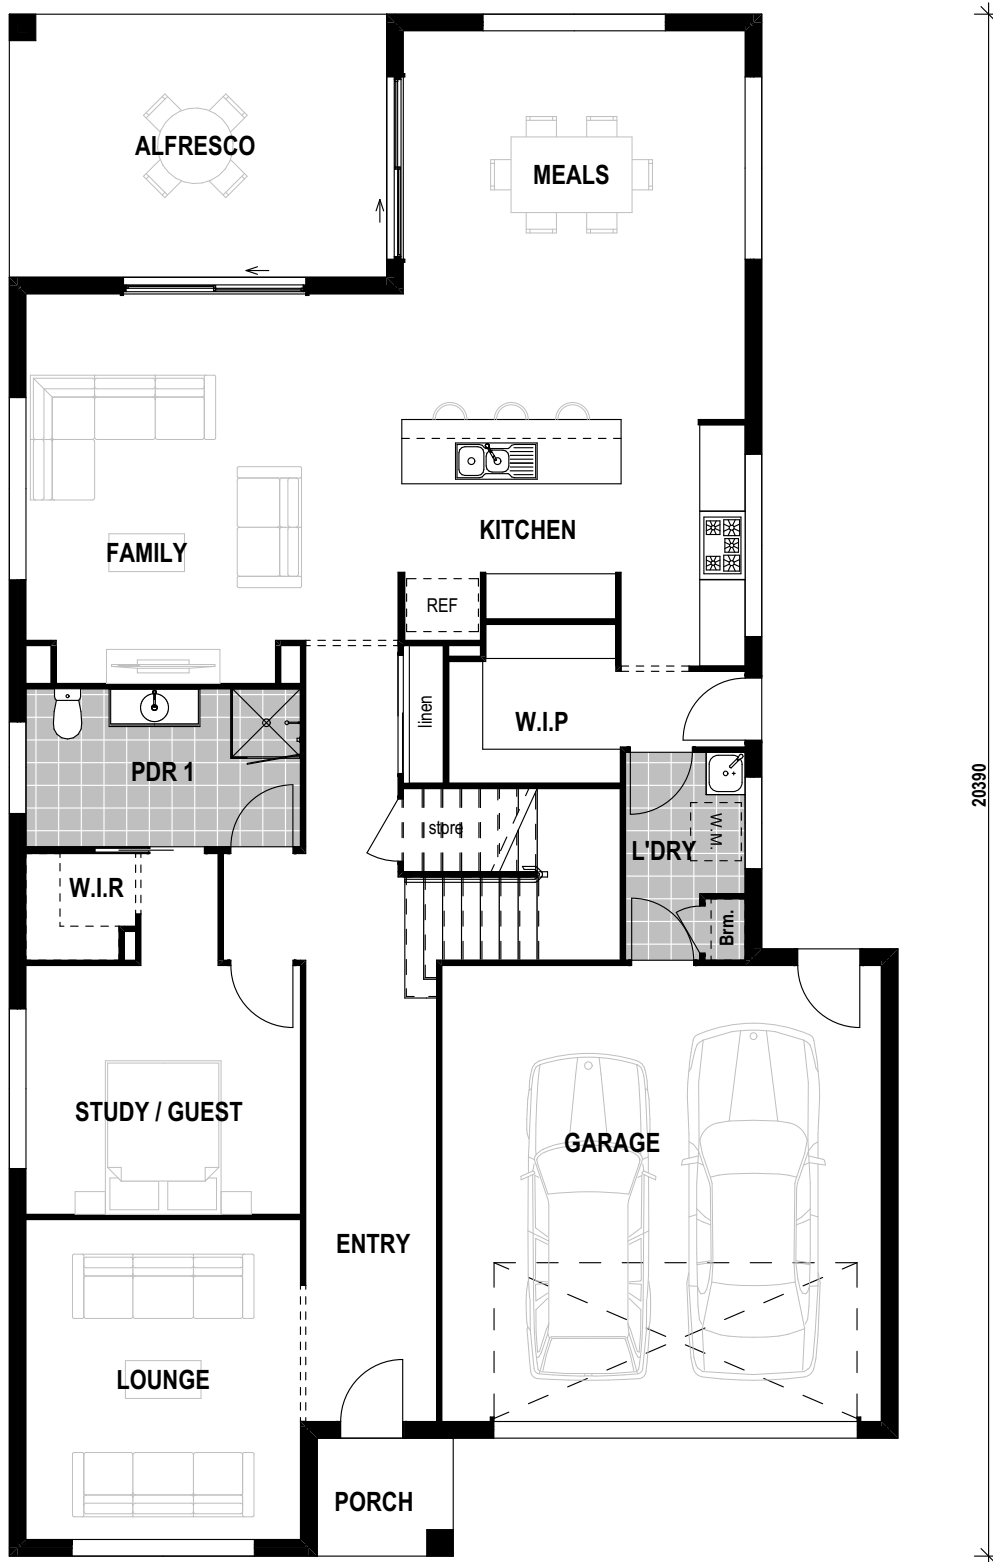 ALFRESCO
MEALS
KITCHEN
FAMILY
REF
linen
W.I.P
PDR 1
20390
store
W.M.
L'DRY
W.I.R
Brm.
STUDY / GUEST
GARAGE
ENTRY
LOUNGE
PORCH